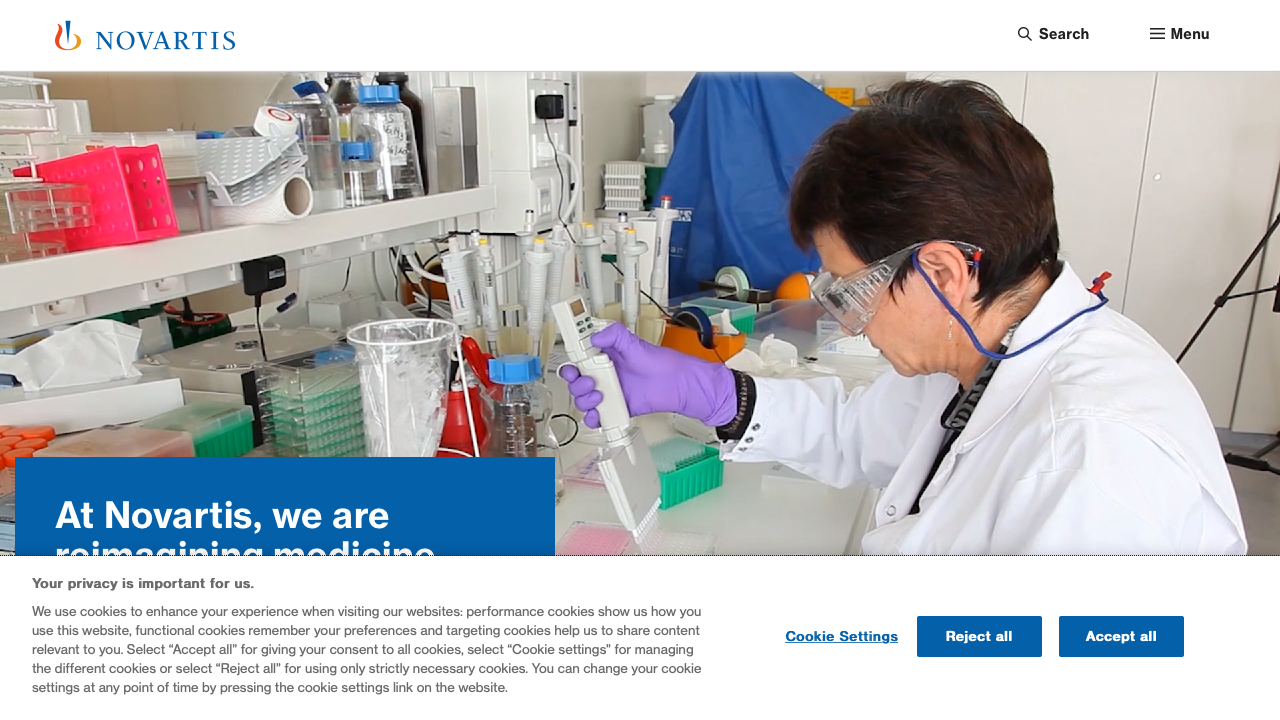 NOVARTIS
Search
Menu
At Novartis, we are
reimagining medicine
Your privacy is important for us.
We use cookies to enhance your experience when visiting our websites: performance cookies show us how you
use this website, functional cookies remember your preferences and targeting cookies help us to share content
relevant to you. Select “Accept all” for giving your consent to all cookies, select “Cookie settings” for managing
the different cookies or select “Reject all” for using only strictly necessary cookies. You can change your cookie
settings at any point of time by pressing the cookie settings link on the website.
Cookie Settings
Reject all
Accept all